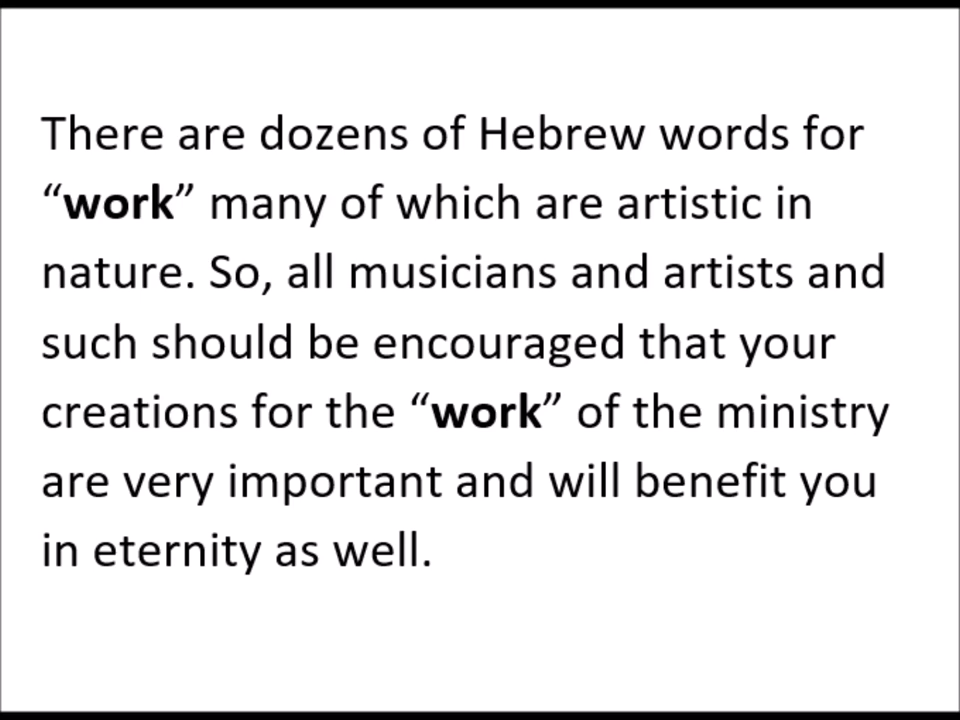 There are dozens of Hebrew words for
“work” many of which are artistic in
nature. So, all musicians and artists and
such should be encouraged that your
creations for the “work” of the ministry
are very important and will benefit you
in eternity as well.